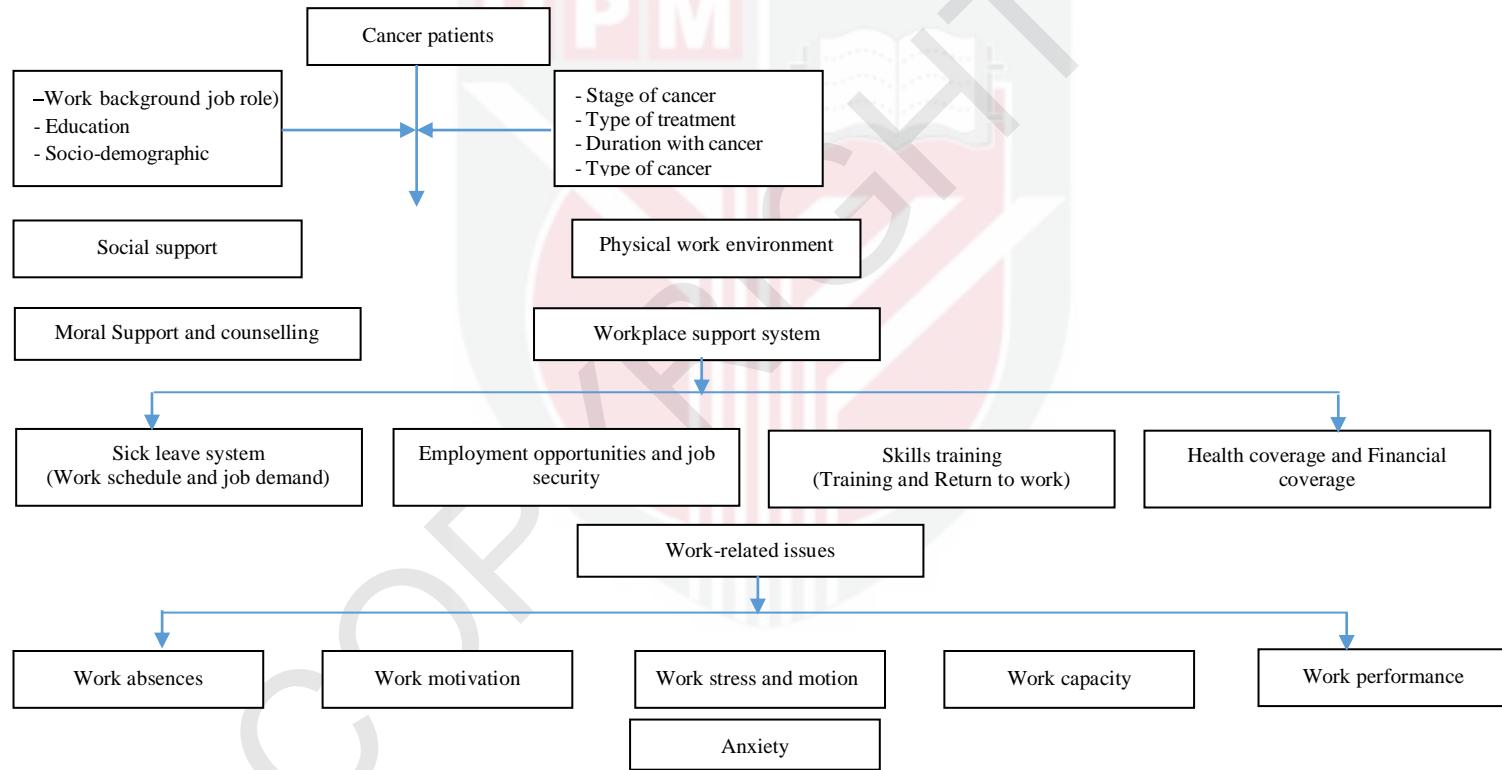 PM
Cancer patients
–Work background job role)
- Education
- Socio-demographic
- Stage of cancer
- Type of treatment
- Duration with cancer
- Type of cancer
Social support
Physical work environment
Moral Support and counselling
Workplace support system
Sick leave system
(Work schedule and job demand)
Employment opportunities and job
security
Skills training
(Training and Return to work)
Health coverage and Financial
coverage
Work-related issues
Work absences
Work motivation
Work stress and motion
Work capacity
Work performance
Anxiety
COPYRIGHT